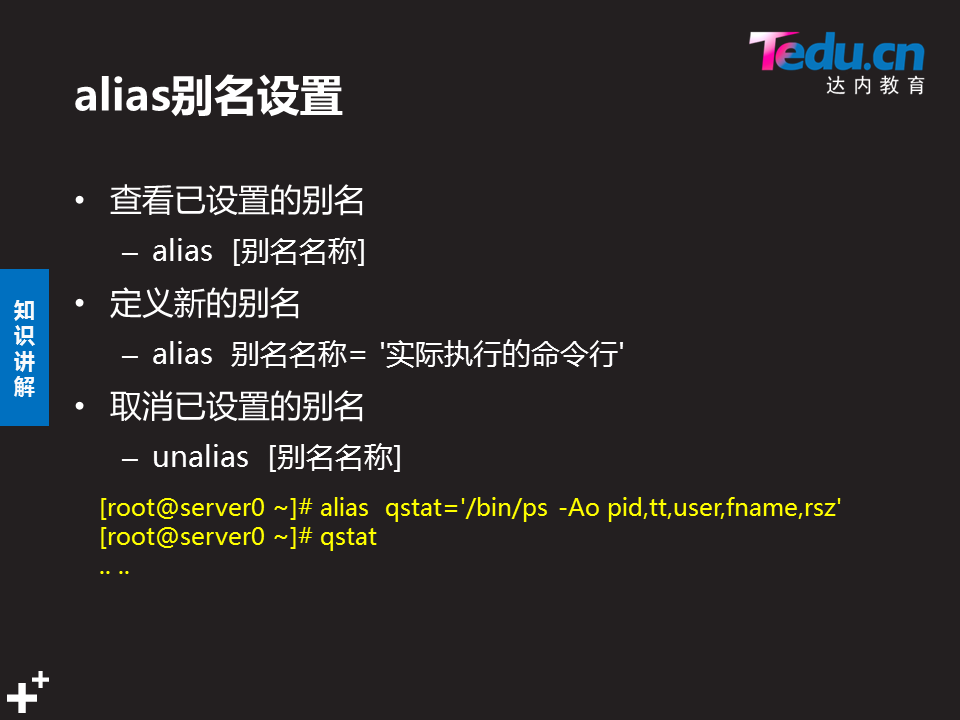 Tedu.cn
达内教育
alias别名设置
• 查看已设置的别名
– alias [别名名称]
• 定义新的别名
– alias 别名名称= '实际执行的命令行'
• 取消已设置的别名
– unalias [别名名称]
知识讲解
[root@server0 ~]# alias qstat='/bin/ps -Ao pid,tt,user,fname,rsz'
[root@server0 ~]# qstat
.. ..